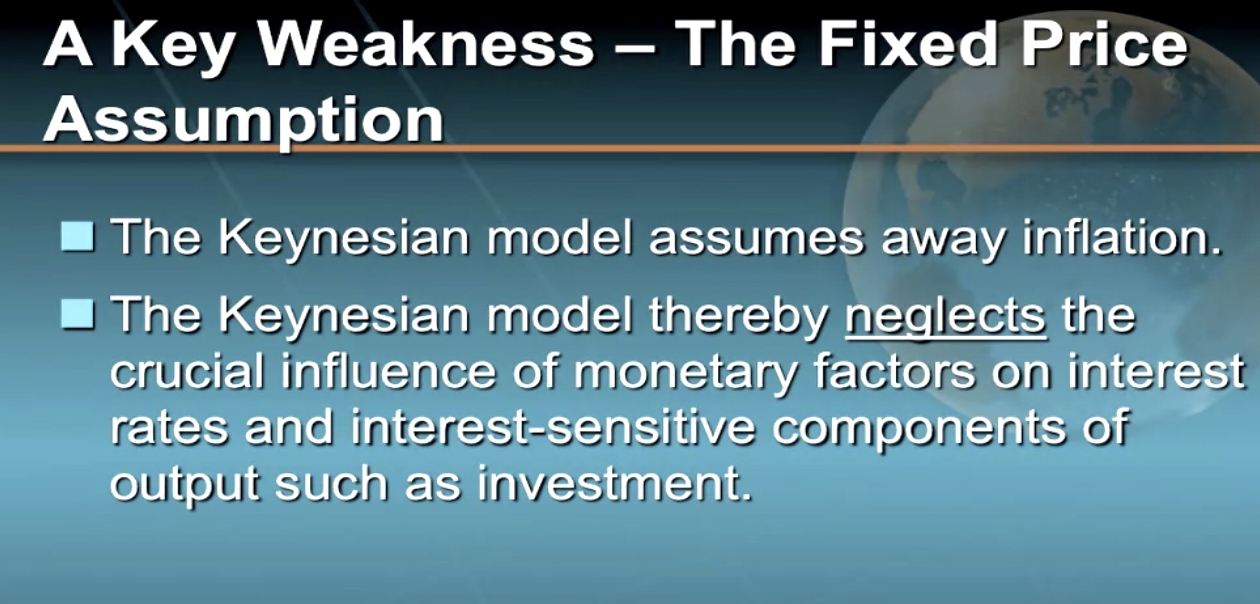 A Key Weakness – The Fixed Price
Assumption
The Keynesian model assumes away inflation.
The Keynesian model thereby neglects the
crucial influence of monetary factors on interest
rates and interest-sensitive components of
output such as investment.